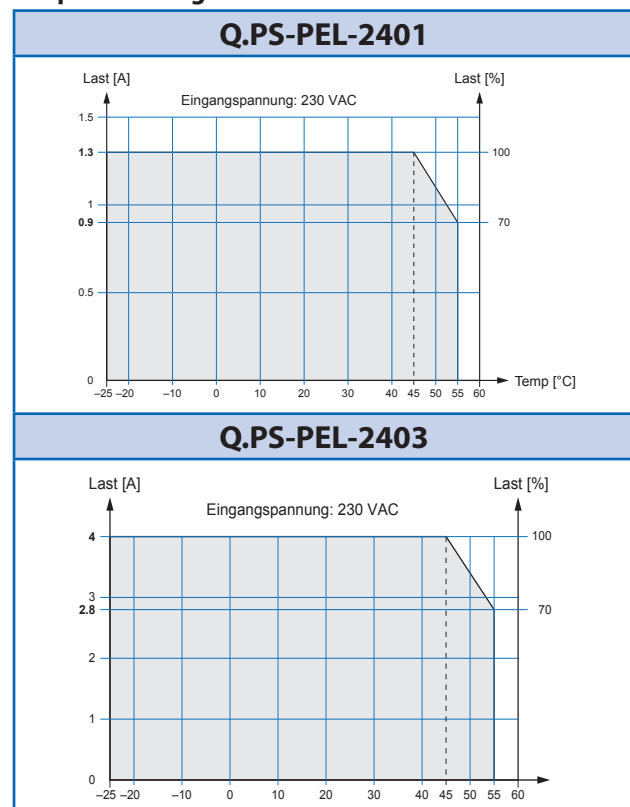 Q.PS-PEL-2401
Last [A]
Last [%]
Eingangspannung: 230 VAC
1.5
1.3
100
1
0.9
70
0.5
0
–25 –20 –10 0 10 20 30 40 45 50 55 60
Temp [°C]
Q.PS-PEL-2403
Last [A]
Last [%]
Eingangspannung: 230 VAC
4
100
3
2.8
70
2
1
0
–25 –20 –10 0 10 20 30 40 45 50 55 60